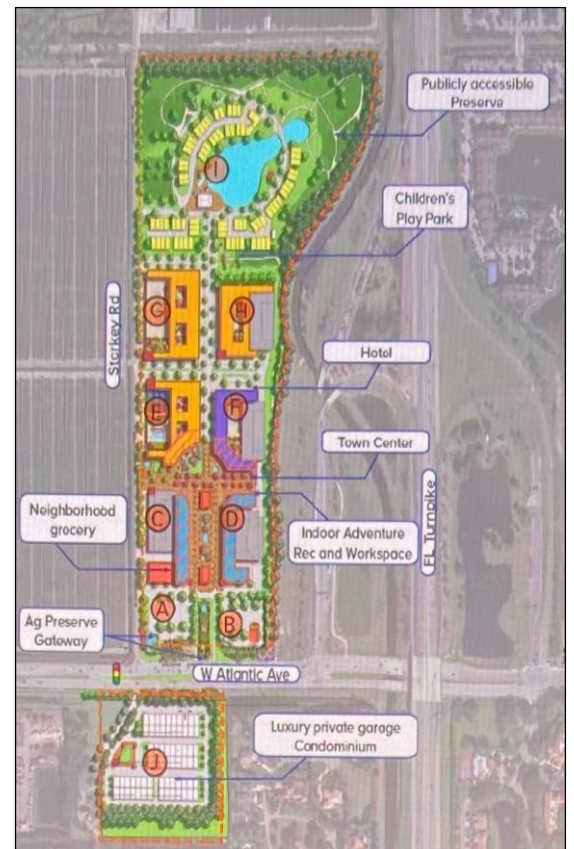 Publicly accessible
Preserve
I
Children's
Play Park
G
H
Starkey Rd
Hotel
E
F
Town Center
Neighborhood
grocery
C
D
Indoor Adventure
Rec and Workspace
FL Turnpike
A
B
Ag Preserve
Gateway
W Atlantic Ave
Luxury private garage
Condominium
J